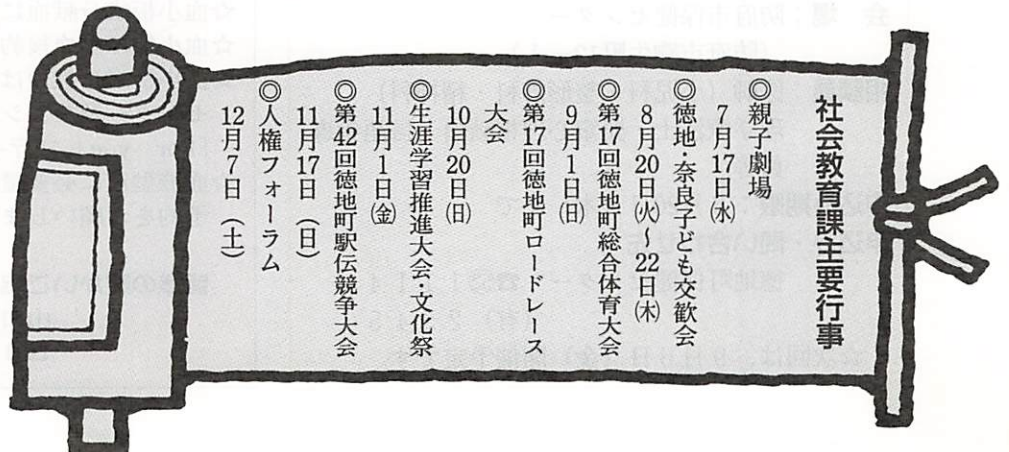 社会教育課主要行事
◎親子劇場
7月17日㈬
◎徳地・奈良子ども交歓会
8月20日㈫～22日㈭
◎第17回徳地町総合体育大会
9月1日㈰
◎第17回徳地町ロードレース
大会
10月20日㈰
◎生涯学習推進大会、文化祭
11月1日㈮
◎第42回徳地町駅伝競争大会
11月17日（日）
◎人権フォーラム
12月7日（土）